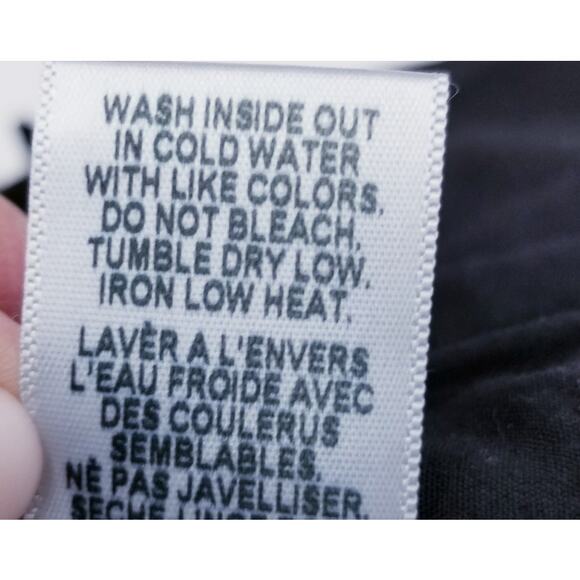 WASH INSIDE OUT
IN COLD WATER
WITH LIKE COLORS.
DO NOT BLEACH.
TUMBLE DRY LOW.
IRON LOW HEAT.
LAVÈR A L'ENVERS
L'EAU FROIDE AVEC
DES COULERUS
SEMBLABLES.
NÈ PAS JAVELLISER.